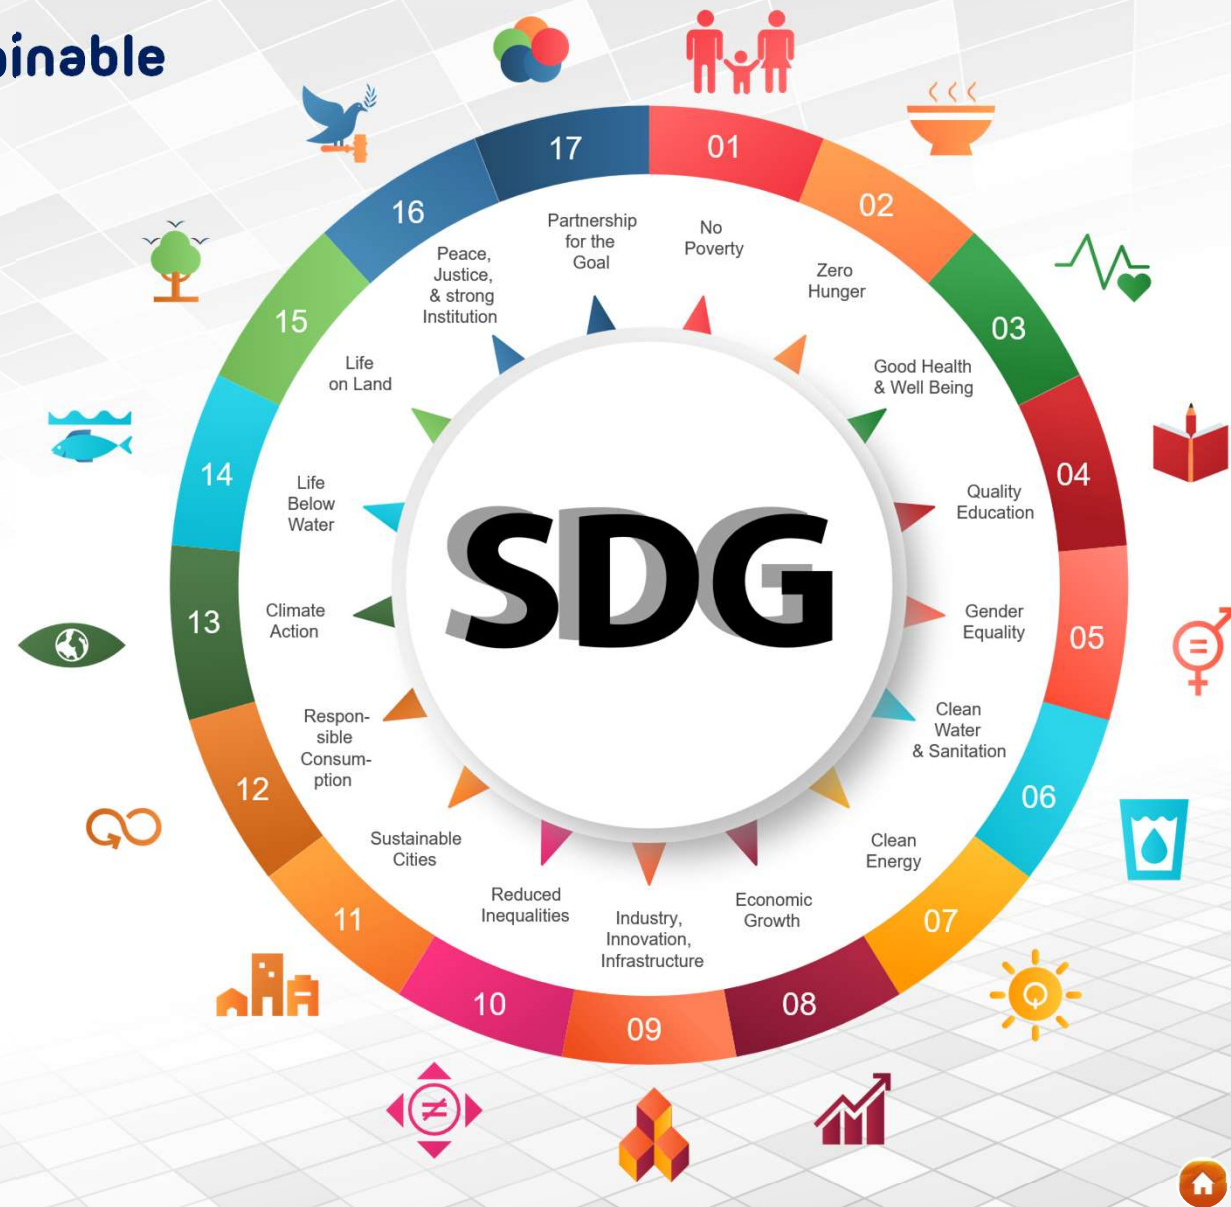 ainable
01
No
Poverty
02
Zero
Hunger
03
Good Health
& Well Being
04
Quality
Education
05
Gender
Equality
06
Clean
Water
& Sanitation
07
Clean
Energy
08
Economic
Growth
09
Industry,
Innovation,
Infrastructure
10
Reduced
Inequalities
11
Sustainable
Cities
12
Respon-
sible
Consum-
ption
13
Climate
Action
14
Life
Below
Water
15
Life
on Land
16
Peace,
Justice,
& strong
Institution
17
Partnership
for the
Goal
SDG